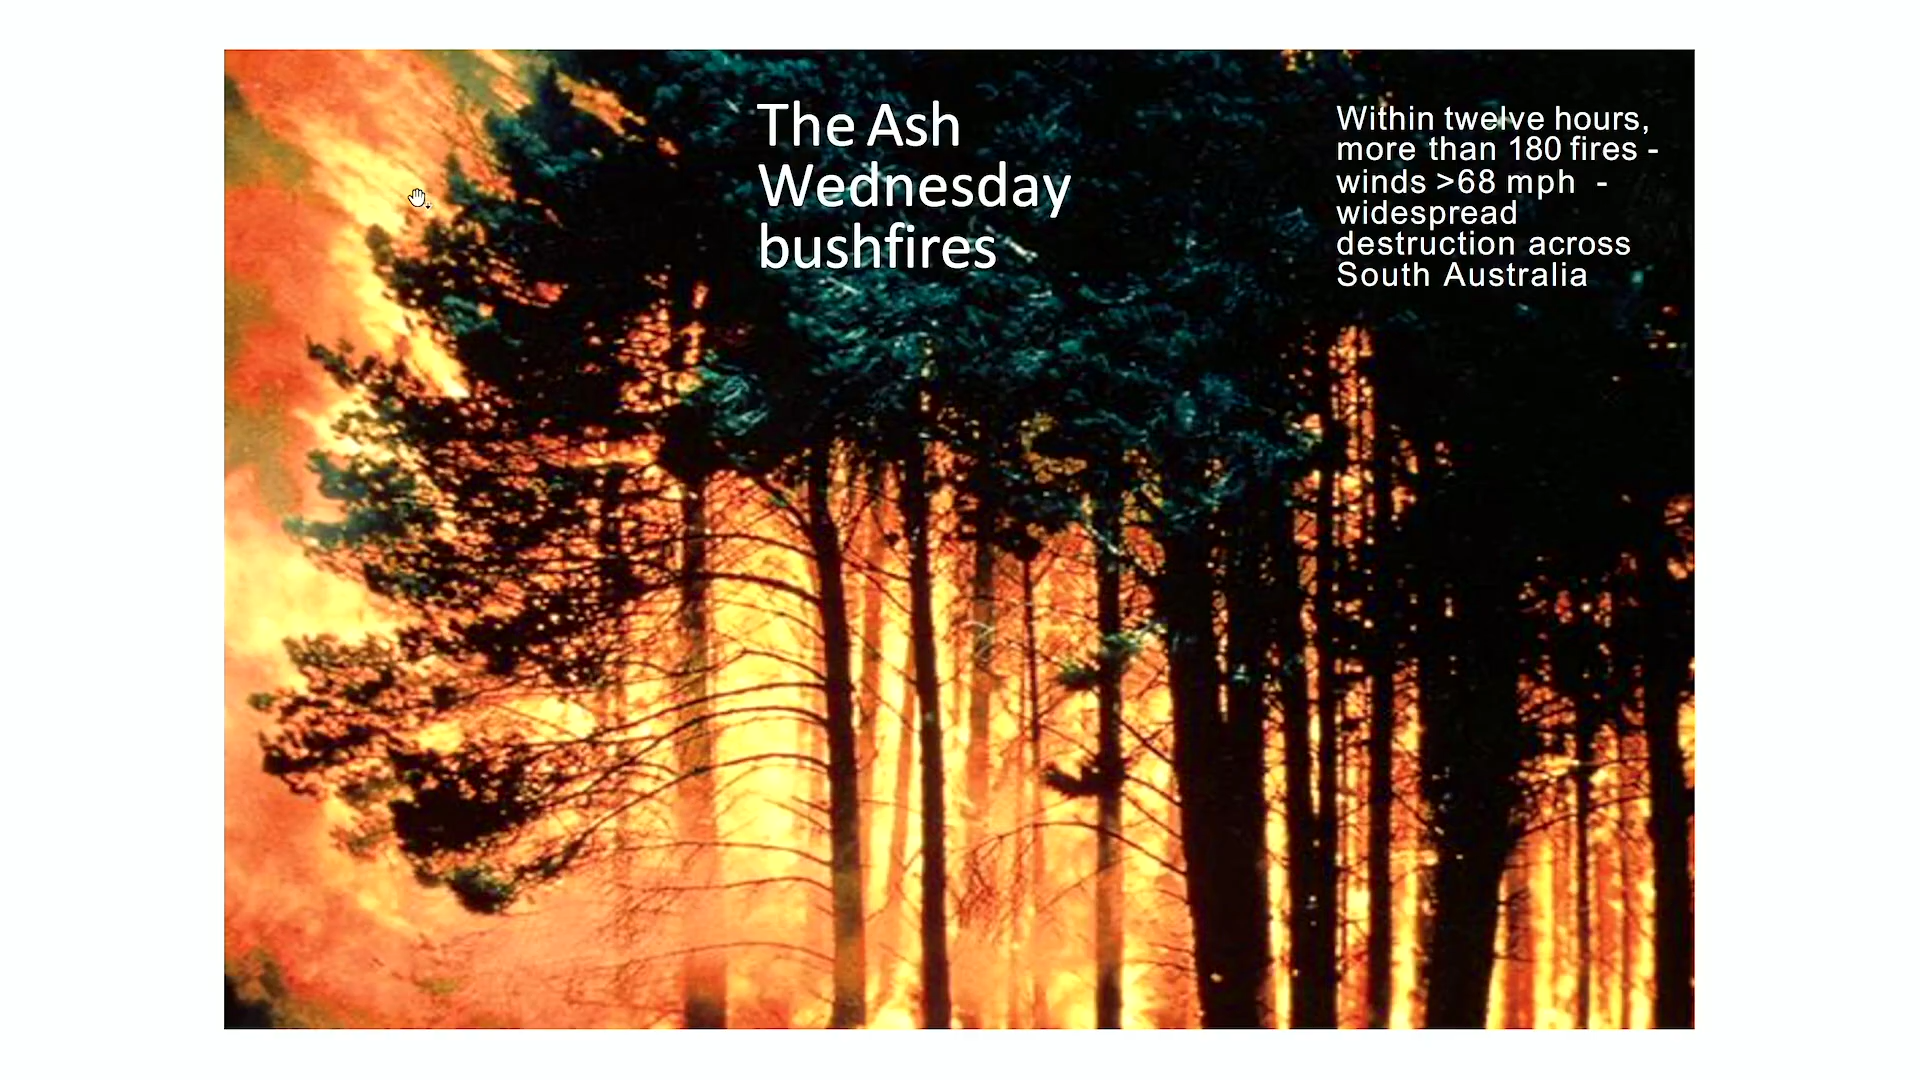 The Ash
Wednesday
bushfires
Within twelve hours,
more than 180 fires -
winds >68 mph -
widespread
destruction across
South Australia